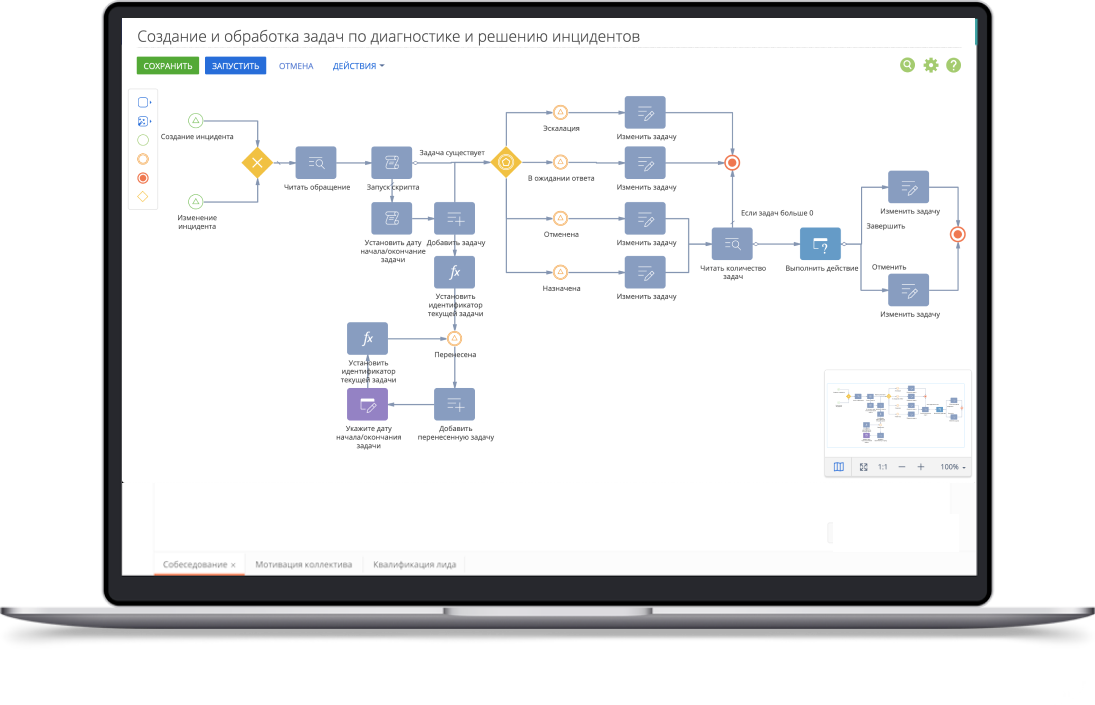 Создание и обработка задач по диагностике и решению инцидентов
СОХРАНИТЬ ЗАПУСТИТЬ ОТМЕНА ДЕЙСТВИЯ
Создание инцидента
Изменение
инцидента
Читать обращение
Запуск скрипта
Задача существует
Установить дату
начала/окончание
задачи
Добавить задачу
Установить
идентификатор
текущей задачи
Перенесена
Установить
идентификатор
текущей задачи
Укажите дату
начала/окончания
задачи
Добавить
перенесенную задачу
Эскалация
Изменить задачу
В ожидании ответа
Изменить задачу
Отменена
Изменить задачу
Назначена
Изменить задачу
Если задач больше 0
Читать количество
задач
Выполнить действие
Завершить
Изменить задачу
Отменить
Изменить задачу
1:1 100%
Собеседование × Мотивация коллектива Квалификация лида